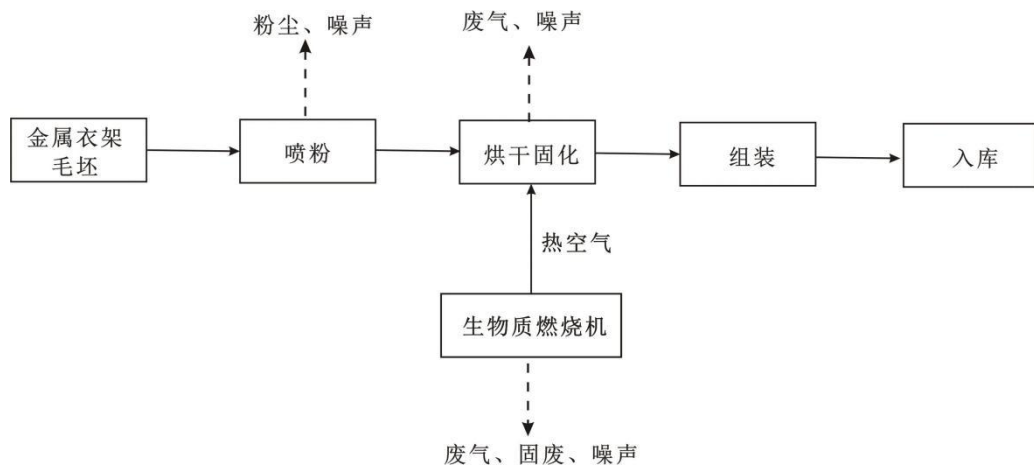 粉尘、噪声
废气、噪声
金属衣架
毛坯
喷粉
烘干固化
组装
入库
热空气
生物质燃烧机
废气、固废、噪声